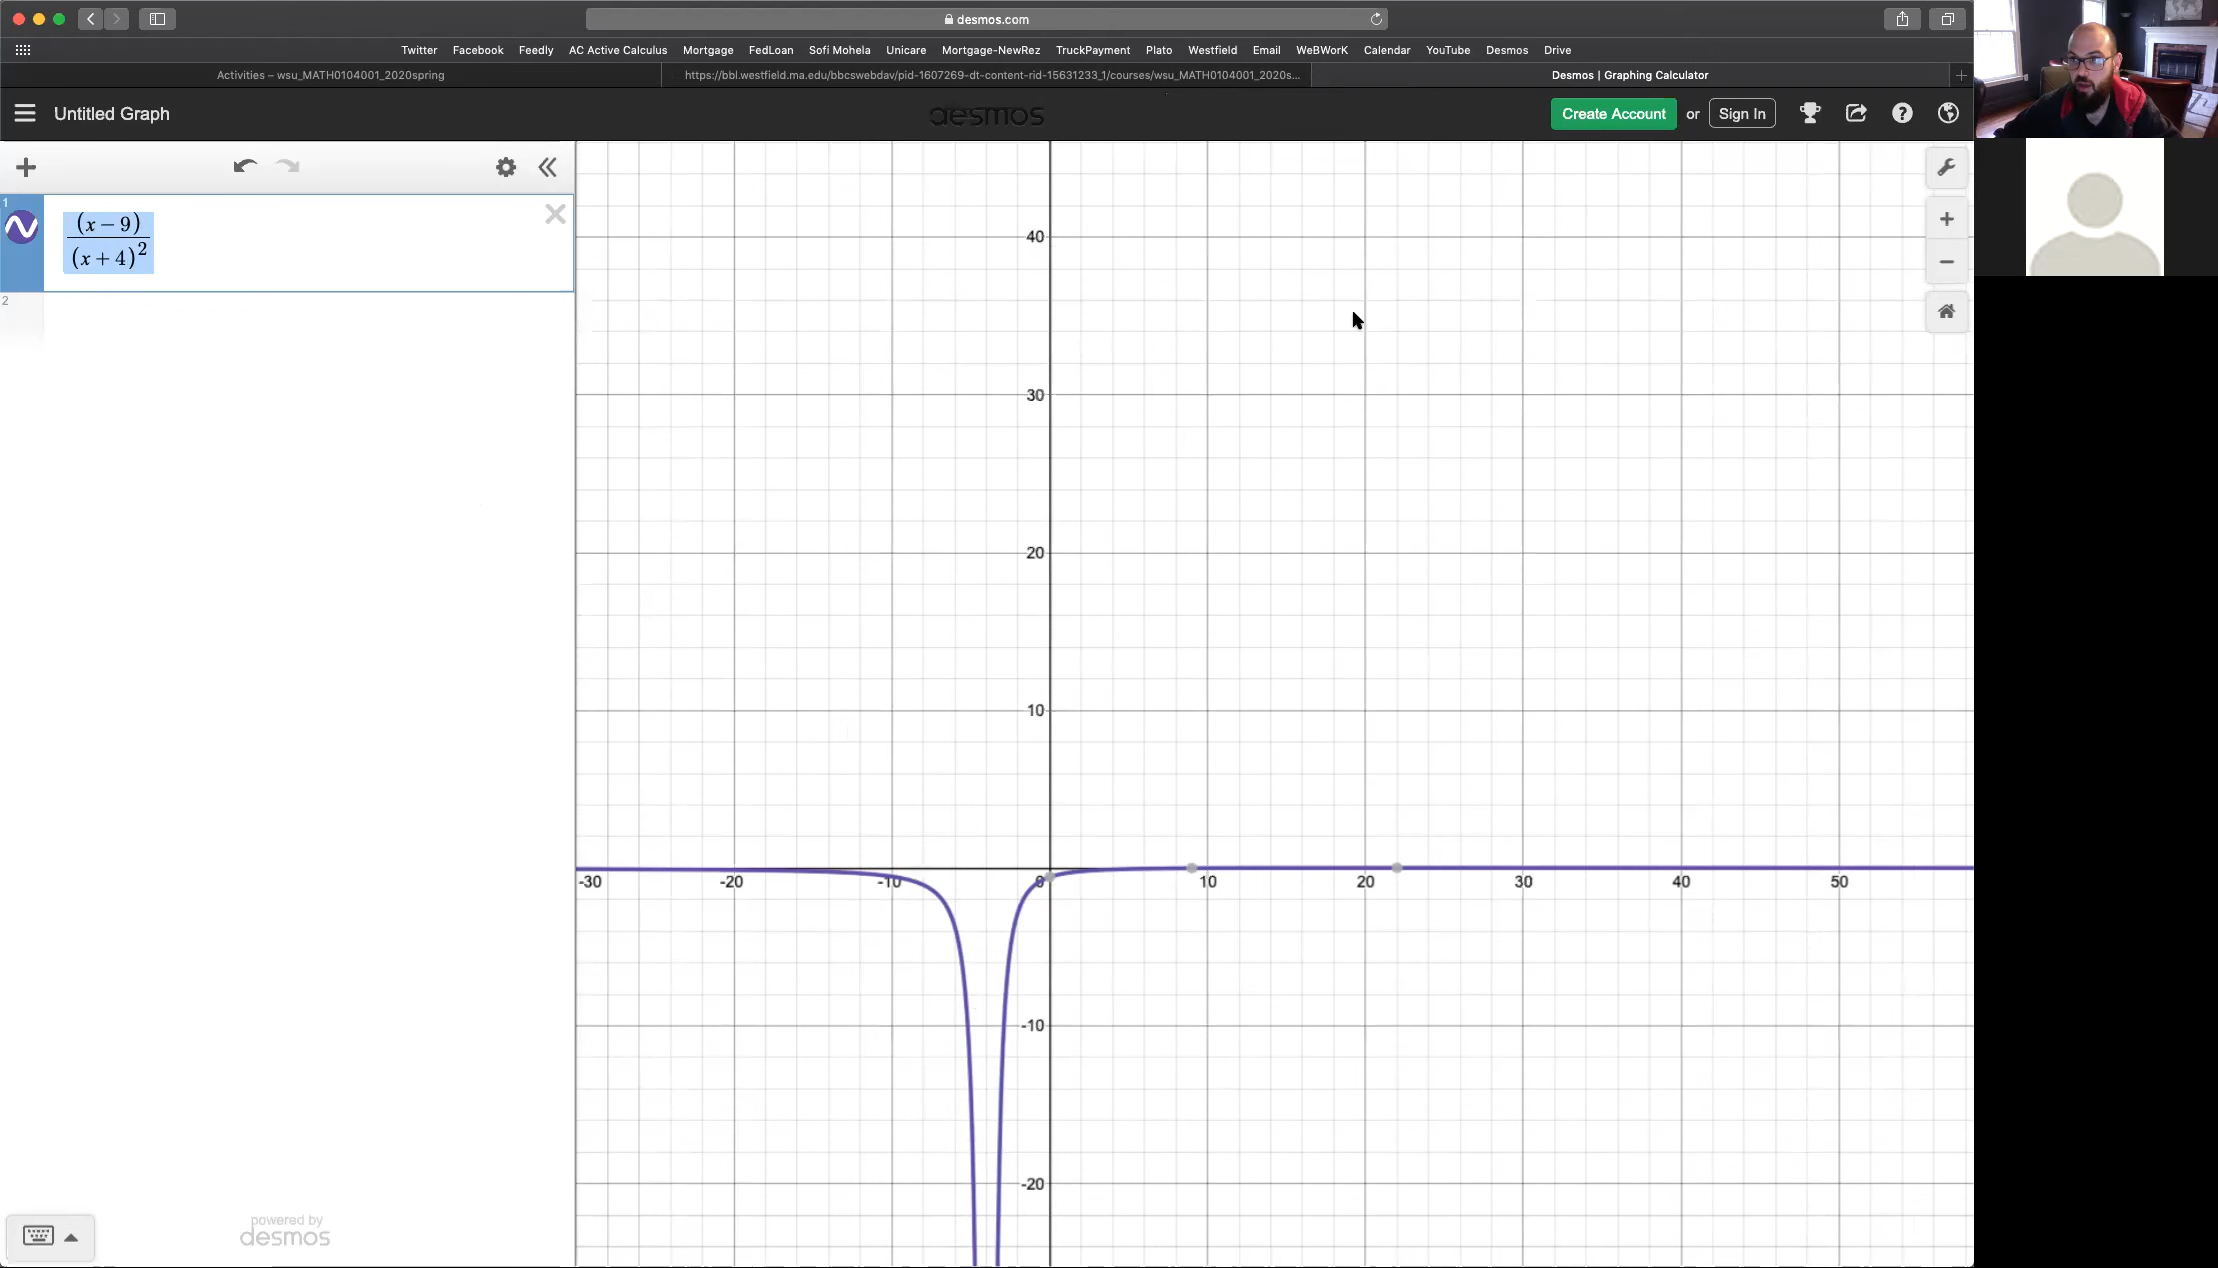 desmos.com
Twitter Facebook Feedly AC Active Calculus Mortgage FedLoan Sofi Mohela Unicare Mortgage-NewRez TruckPayment Plato Westfield Email WeBWorK Calendar YouTube Desmos Drive
Activities – wsu_MATH0104001_2020spring
https://bbl.westfield.ma.edu/bbcswebdav/pid-1607269-dt-content-rid-15631233_1/courses/wsu_MATH0104001_2020s...
Desmos | Graphing Calculator
Untitled Graph
desmos
Create Account or Sign In
1
(x – 9)
(x + 4)²
2
40
30
20
10
-30 -20 -10 0 10 20 30 40 50
-10
-20
powered by
desmos